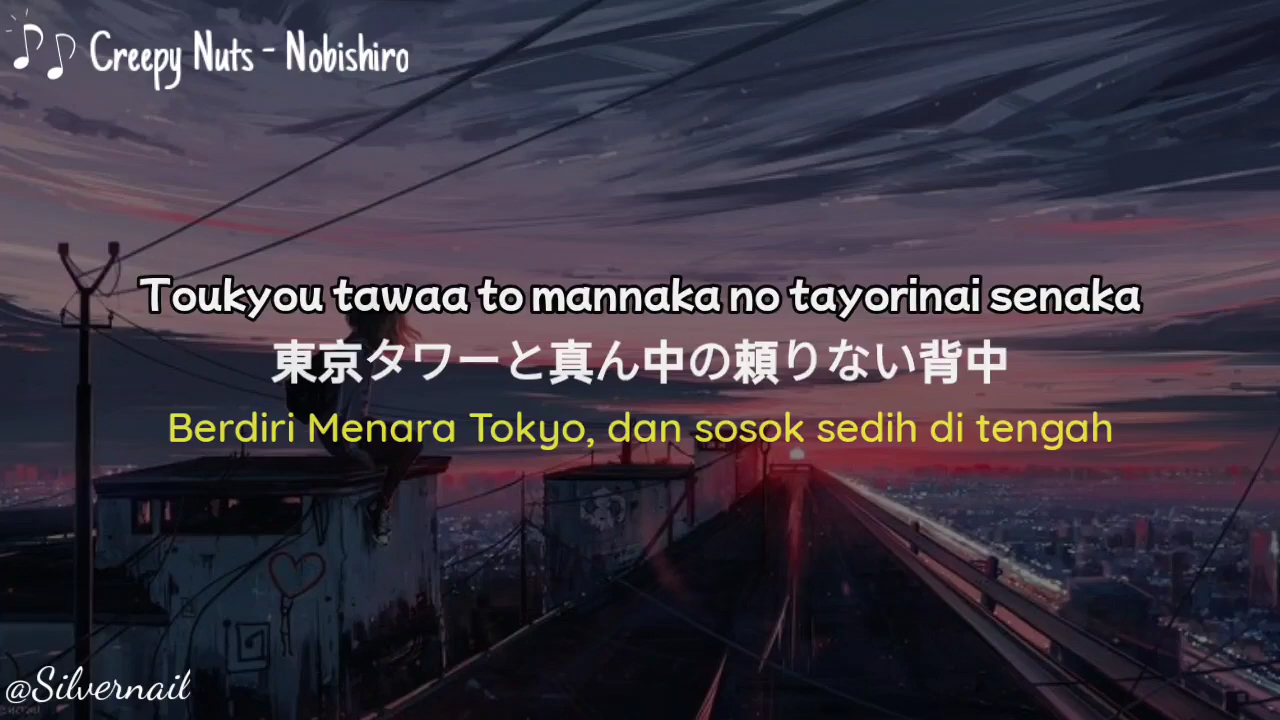 Creepy Nuts - Nobishiro
Toukyou tawaa to mannaka no tayorinai senaka
東京タワーと真ん中の頼りない背中
Berdiri Menara Tokyo, dan sosok sedih di tengah
@Silvernail